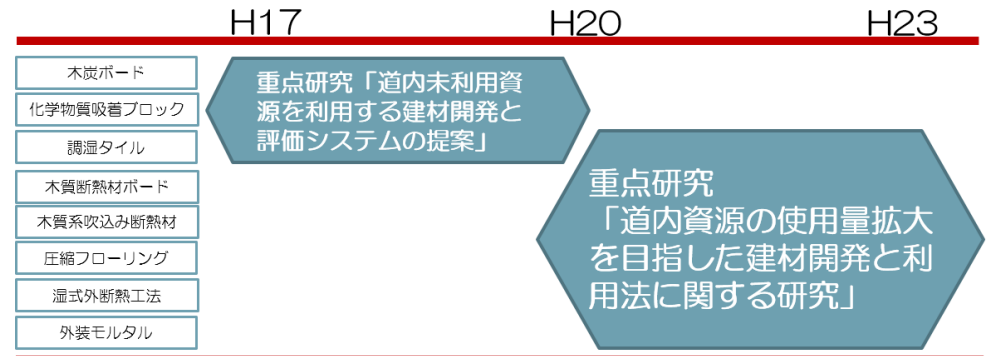 H17 H20 H23
木炭ボード
化学物質吸着ブロック
調湿タイル
木質断熱材ボード
木質系吹込み断熱材
圧縮フローリング
湿式外断熱工法
外装モルタル
重点研究「道内未利用資
源を利用する建材開発と
評価システムの提案」
重点研究
「道内資源の使用量拡大
を目指した建材開発と利
用法に関する研究」